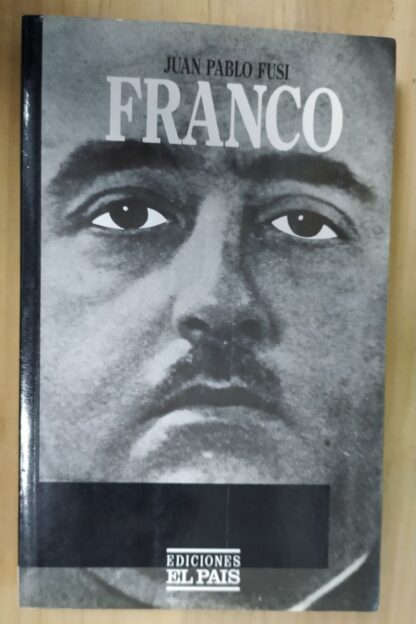 JUAN PABLO FUSI
FRANCO
EDICIONES
EL PAIS